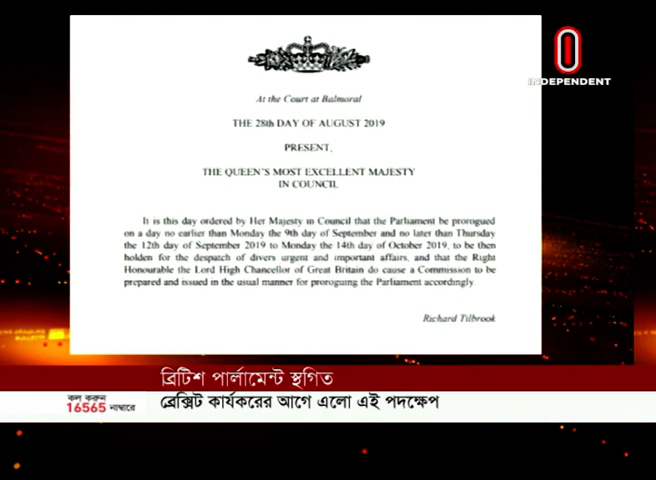 INDEPENDENT
At the Court at Balmoral
THE 28th DAY OF AUGUST 2019
PRESENT,
THE QUEEN'S MOST EXCELLENT MAJESTY
IN COUNCIL
It is this day ordered by Her Majesty in Council that the Parliament be prorogued
on a day no earlier than Monday the 9th day of September and no later than Thursday
the 12th day of September 2019 to Monday the 14th day of October 2019, to be then
holden for the despatch of divers urgent and important affairs, and that the Right
Honourable the Lord High Chancellor of Great Britain do cause a Commission to be
prepared and issued in the usual manner for proroguing the Parliament accordingly
Richard Tilbrook
ব্রিটিশ পার্লামেন্ট স্থগিত
কল করুন
16565 নাম্বারে
ব্রেক্সিট কার্যকরের আগে এলো এই পদক্ষেপ